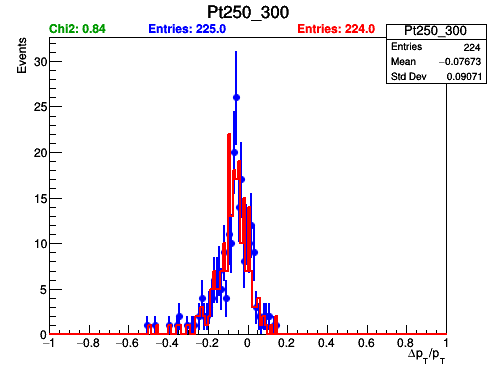 Pt250_300
Chi2: 0.84 Entries: 225.0 Entries: 224.0
Pt250_300
Entries 224
Mean −0.07673
Std Dev 0.09071
Events
30
25
20
15
10
5
0
−1 −0.8 −0.6 −0.4 −0.2 0 0.2 0.4 0.6 0.8 1
Δp_T/p_T